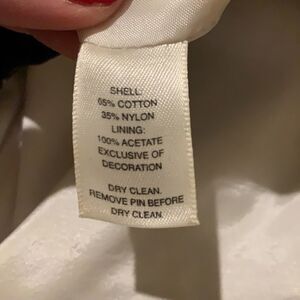 SHELL:
65% COTTON
35% NYLON
LINING:
100% ACETATE
EXCLUSIVE OF
DECORATION
DRY CLEAN.
REMOVE PIN BEFORE
DRY CLEAN.